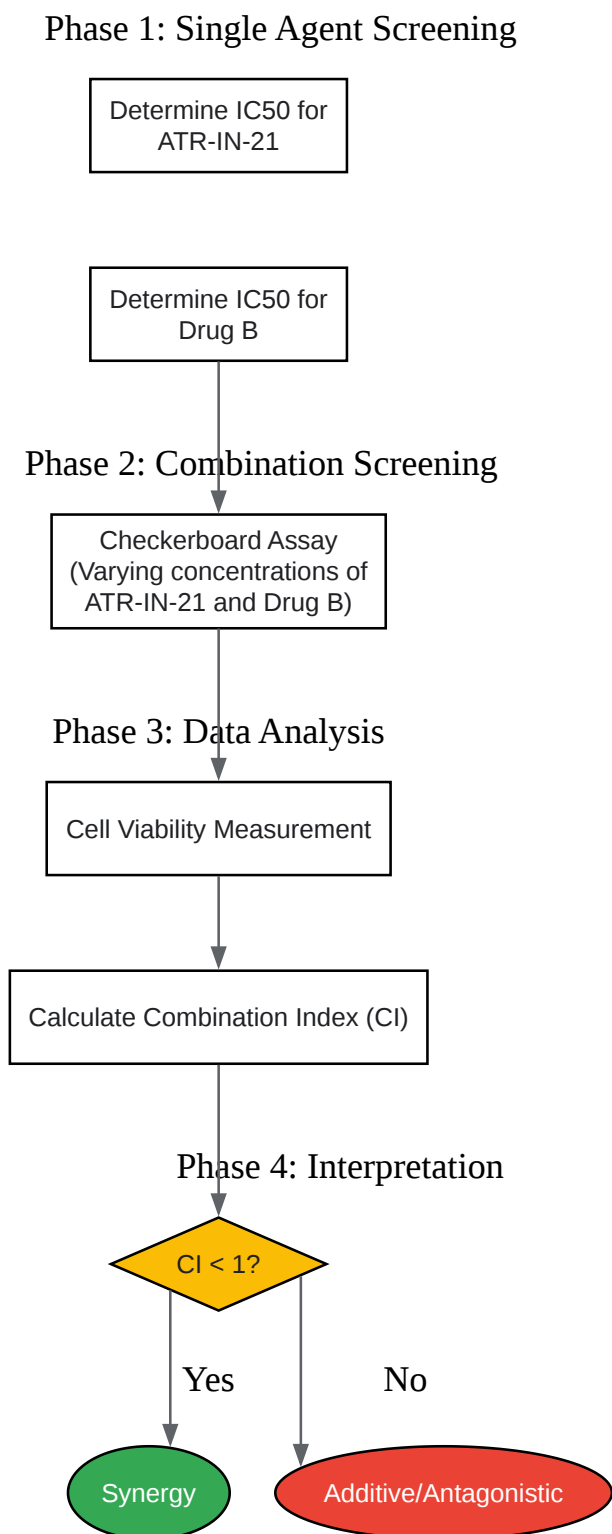 Phase 1: Single Agent Screening
Determine IC50 for
ATR-IN-21
Determine IC50 for
Drug B
Phase 2: Combination Screening
Checkerboard Assay
(Varying concentrations of
ATR-IN-21 and Drug B)
Phase 3: Data Analysis
Cell Viability Measurement
Calculate Combination Index (CI)
Phase 4: Interpretation
CI < 1?
Yes
No
Synergy
Additive/Antagonistic